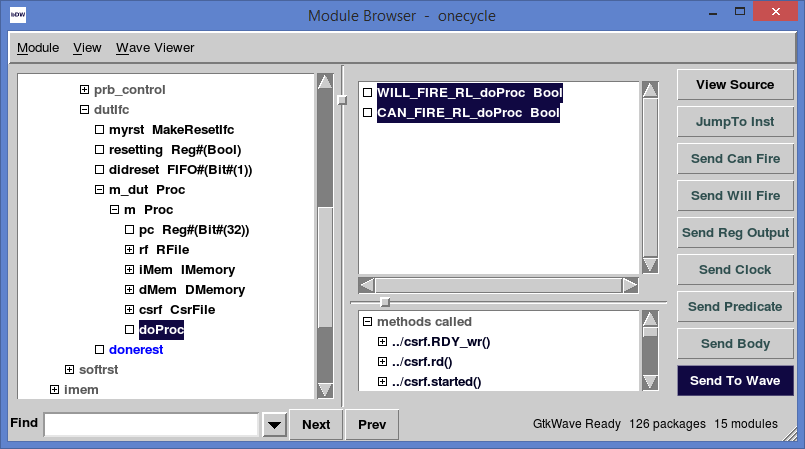 bDW
Module Browser - onecycle
Module View Wave Viewer
prb_control
dutIfc
myrst MakeResetIfc
resetting Reg#(Bool)
didreset FIFO#(Bit#(1))
m_dut Proc
m Proc
pc Reg#(Bit#(32))
rf RFile
iMem IMemory
dMem DMemory
csrf CsrFile
doProc
donerest
softrst
imem
WILL_FIRE_RL_doProc Bool
CAN_FIRE_RL_doProc Bool
methods called
../csrf.RDY_wr()
../csrf.rd()
../csrf.started()
View Source
JumpTo Inst
Send Can Fire
Send Will Fire
Send Reg Output
Send Clock
Send Predicate
Send Body
Send To Wave
Find Next Prev
GtkWave Ready 126 packages 15 modules